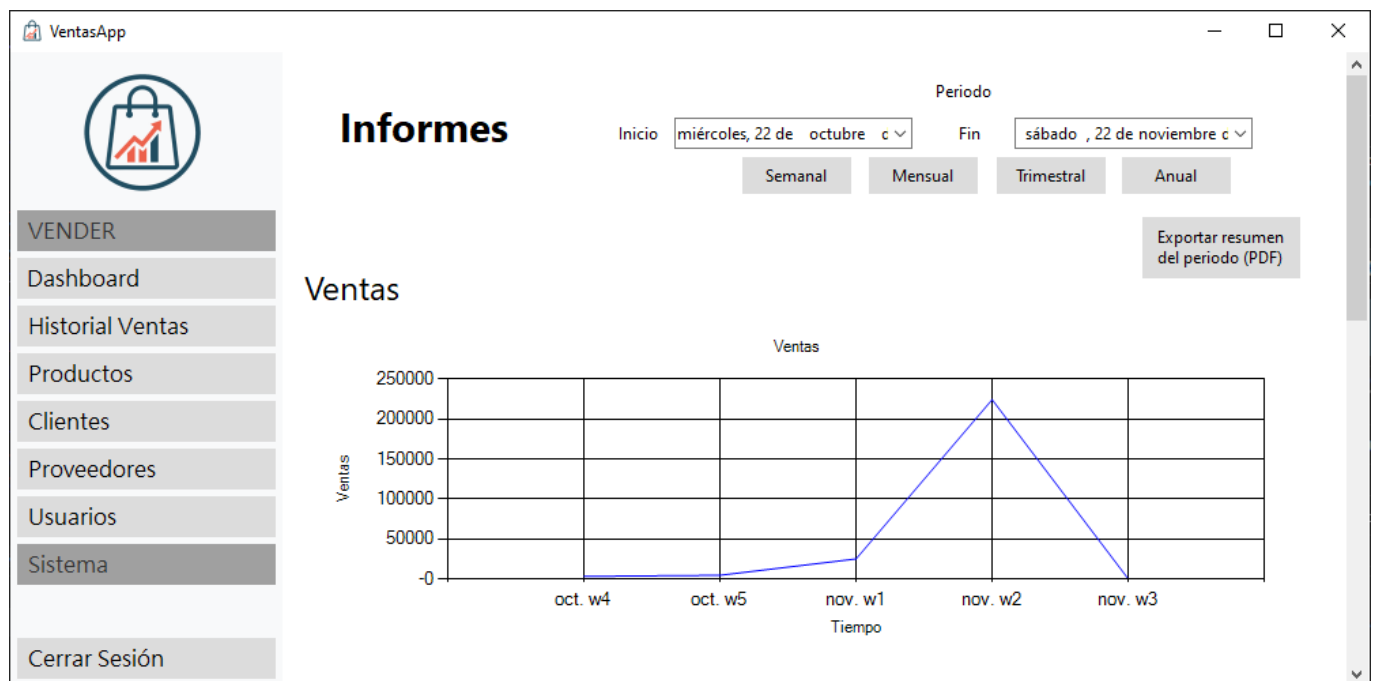 VentasApp
Periodo
Informes
Inicio
miércoles, 22 de octubre
Fin
sábado , 22 de noviembre
Semanal
Mensual
Trimestral
Anual
VENDER
Dashboard
Historial Ventas
Productos
Clientes
Proveedores
Usuarios
Sistema
Cerrar Sesión
Exportar resumen
del periodo (PDF)
Ventas
Ventas
Ventas
250000
200000
150000
100000
50000
-0
oct. w4
oct. w5
nov. w1
nov. w2
nov. w3
Tiempo